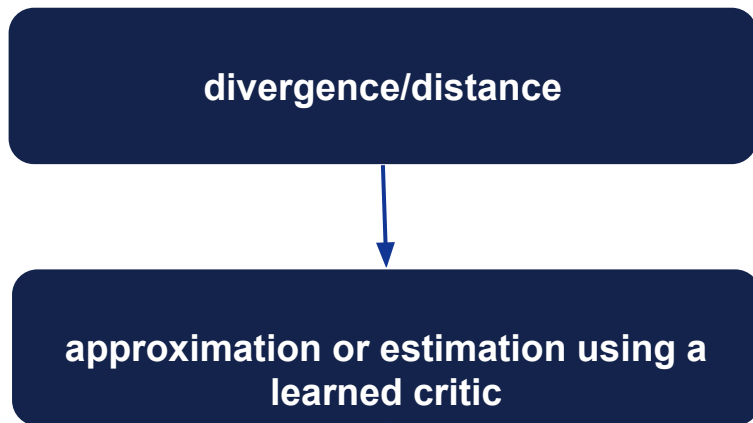 divergence/distance
approximation or estimation using a
learned critic